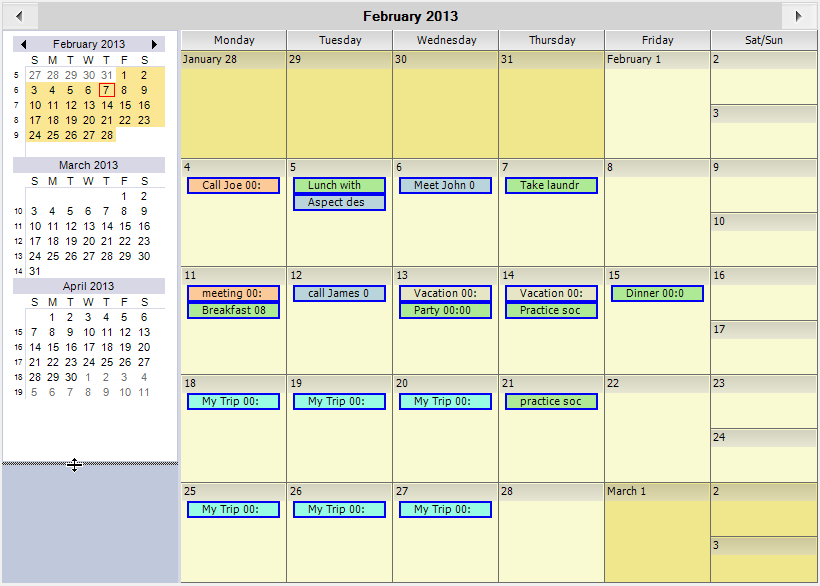 February 2013
February 2013
S M T W T F S
5 27 28 29 30 31 1 2
6 3 4 5 6 7 8 9
7 10 11 12 13 14 15 16
8 17 18 19 20 21 22 23
9 24 25 26 27 28
March 2013
S M T W T F S
1 2
10 3 4 5 6 7 8 9
11 10 11 12 13 14 15 16
12 17 18 19 20 21 22 23
13 24 25 26 27 28 29 30
14 31
April 2013
S M T W T F S
1 2 3 4 5 6
15 7 8 9 10 11 12 13
16 14 15 16 17 18 19 20
17 21 22 23 24 25 26 27
18 28 29 30 1 2 3 4
19 5 6 7 8 9 10 11
Monday Tuesday Wednesday Thursday Friday Sat/Sun
January 28 29 30 31 February 1 2
3
4 5 6 7 8 9
Call Joe 00: Lunch with Meet John 0 Take laundr
Aspect des
10
11 12 13 14 15 16
meeting 00: call James 0 Vacation 00: Vacation 00: Dinner 00:0
Breakfast 08 Party 00:00 Practice soc
17
18 19 20 21 22 23
My Trip 00: My Trip 00: My Trip 00: practice soc
24
25 26 27 28 March 1 2
My Trip 00: My Trip 00: My Trip 00:
3